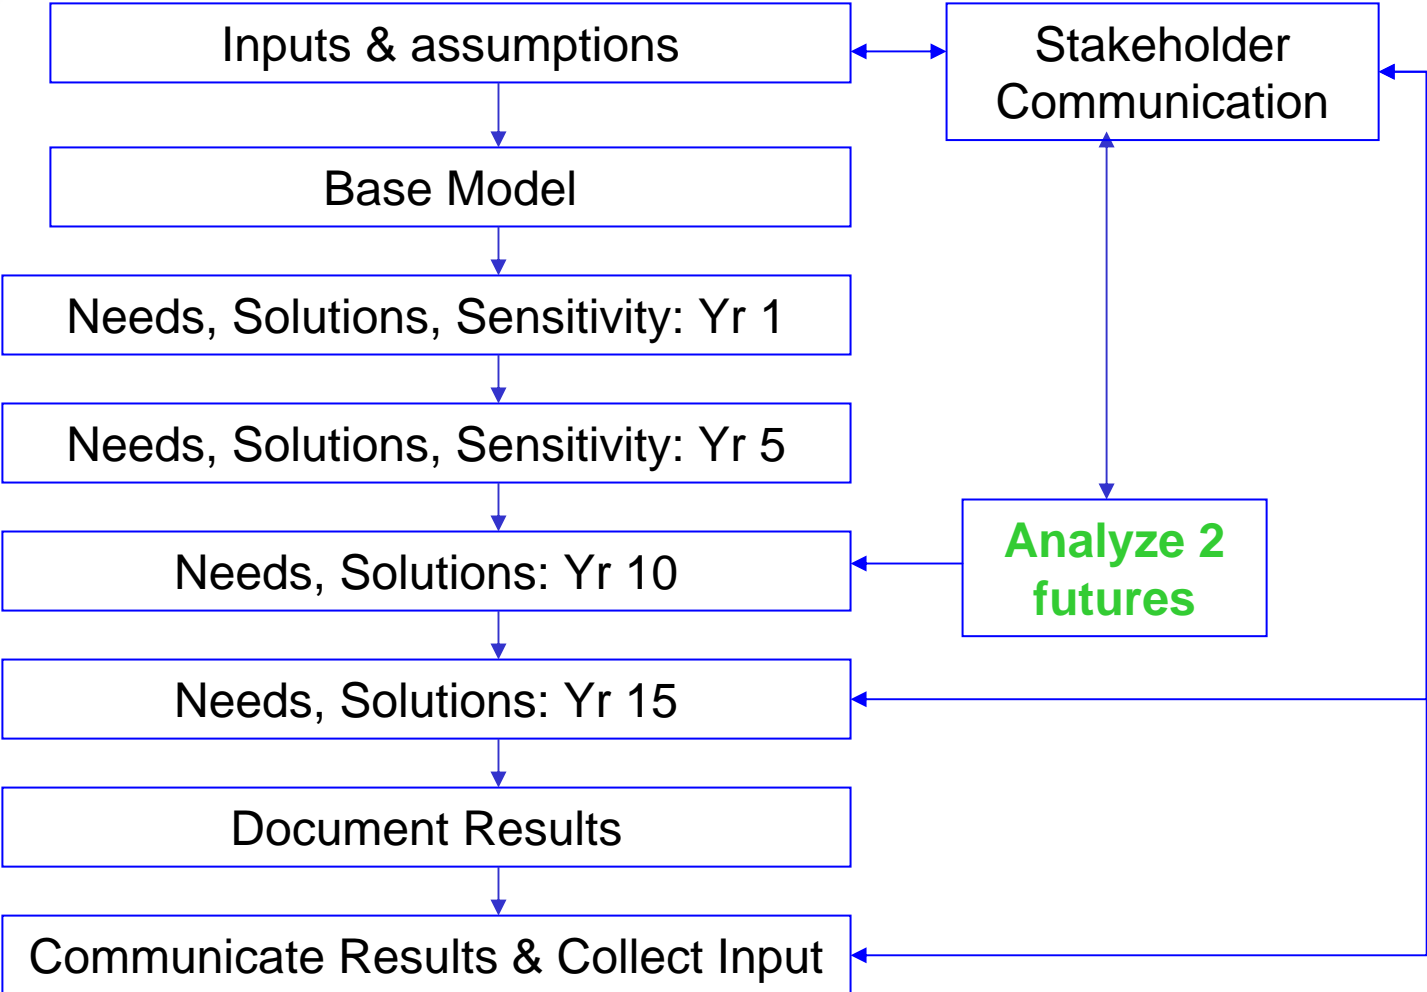 Inputs & assumptions
Stakeholder
Communication
Base Model
Needs, Solutions, Sensitivity: Yr 1
Needs, Solutions, Sensitivity: Yr 5
Needs, Solutions: Yr 10
Analyze 2
futures
Needs, Solutions: Yr 15
Document Results
Communicate Results & Collect Input